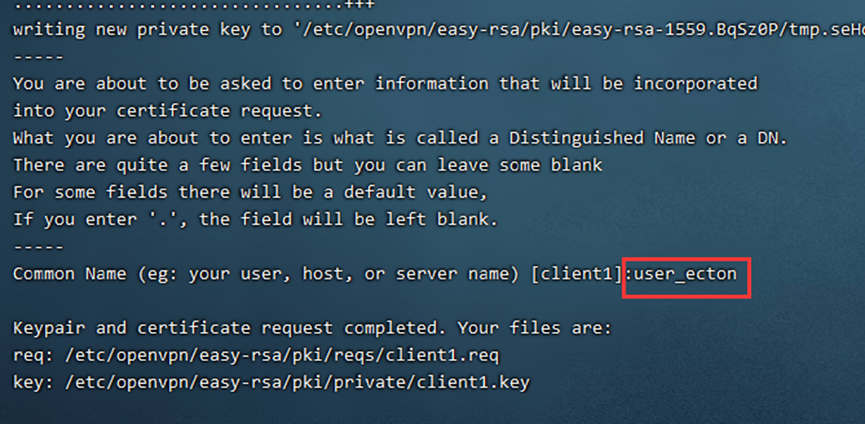 ..................................+++
writing new private key to '/etc/openvpn/easy-rsa/pki/easy-rsa-1559.BqSz0P/tmp.seH
-----
You are about to be asked to enter information that will be incorporated
into your certificate request.
What you are about to enter is what is called a Distinguished Name or a DN.
There are quite a few fields but you can leave some blank
For some fields there will be a default value,
If you enter '.', the field will be left blank.
-----
Common Name (eg: your user, host, or server name) [client1]:user_ecton
Keypair and certificate request completed. Your files are:
req: /etc/openvpn/easy-rsa/pki/reqs/client1.req
key: /etc/openvpn/easy-rsa/pki/private/client1.key